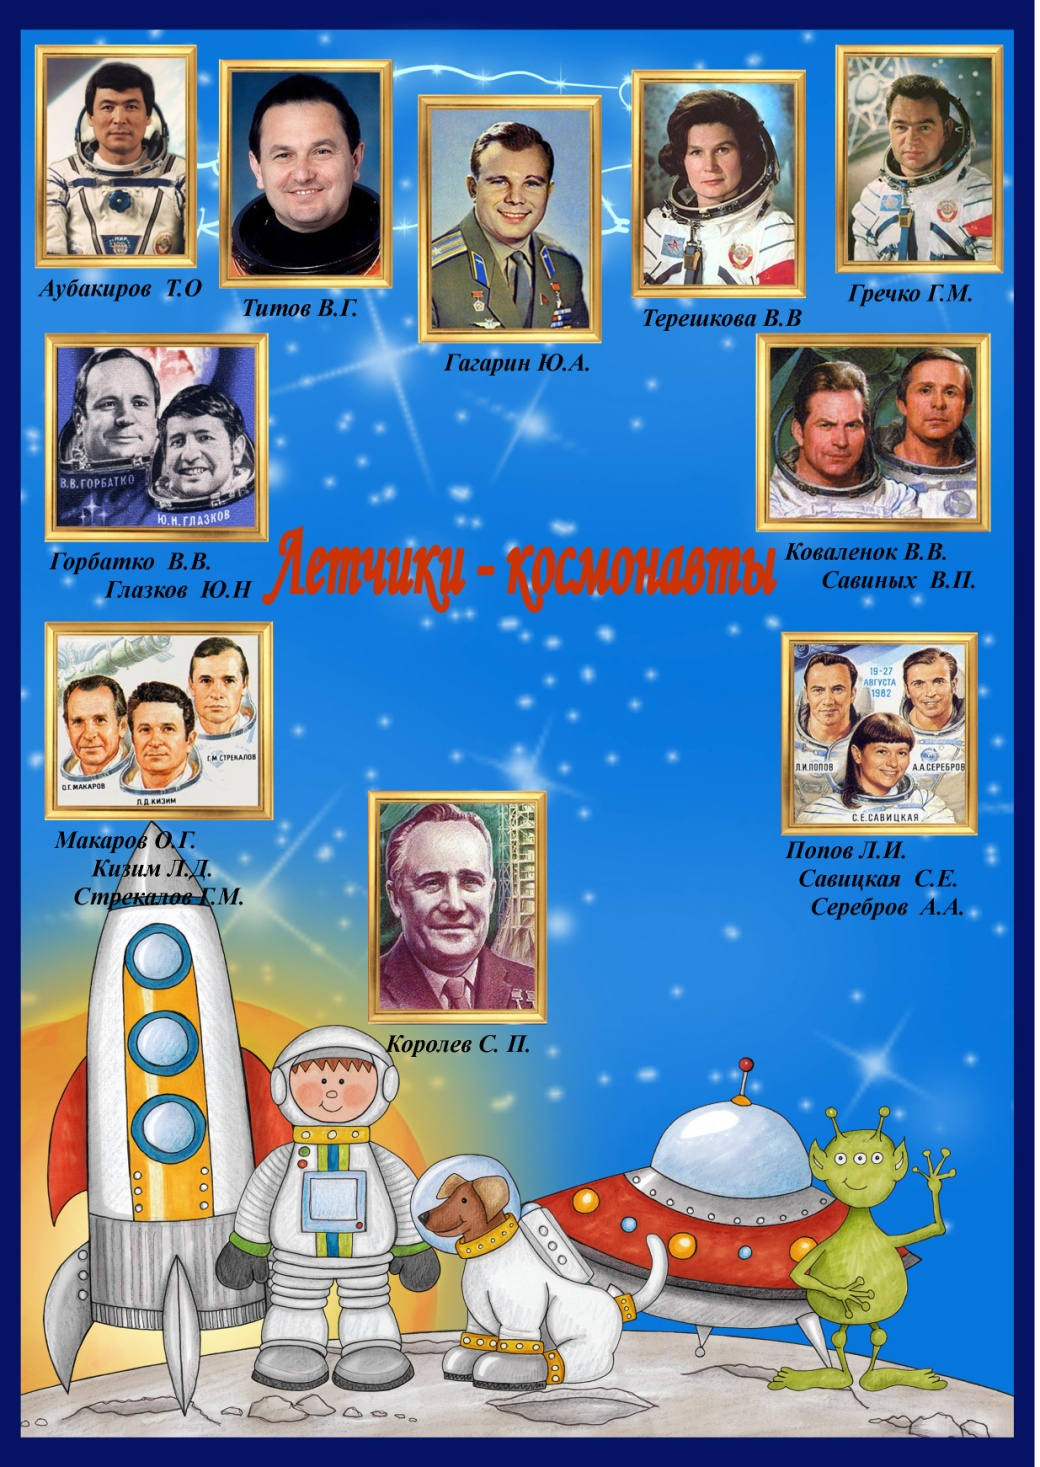 Аубакиров Т.О
Титов В.Г.
Гагарин Ю.А.
Терешкова В.В
Гречко Г.М.
В.В.ГОРБАТКО
Ю.Н.ГЛАЗКОВ
Горбатко В.В.
Глазков Ю.Н
Летчики - космонавты
Коваленок В.В.
Савиных В.П.
Г.М.СТРЕКАЛОВ
О.Г.МАКАРОВ
Л.Д.КИЗИМ
Макаров О.Г.
Кизим Л.Д.
Стрекалов Г.М.
19-27
АВГУСТА
1982
Л.И.ПОПОВ
А.А.СЕРЕБРОВ
С.Е.САВИЦКАЯ
Попов Л.И.
Савицкая С.Е.
Серебров А.А.
Королев С. П.